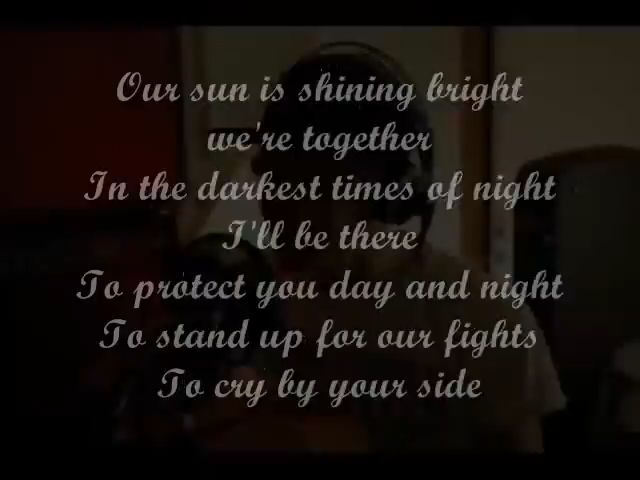 Our sun is shining bright
we're together
In the darkest times of night
I'll be there
To protect you day and night
To stand up for our fights
To cry by your side